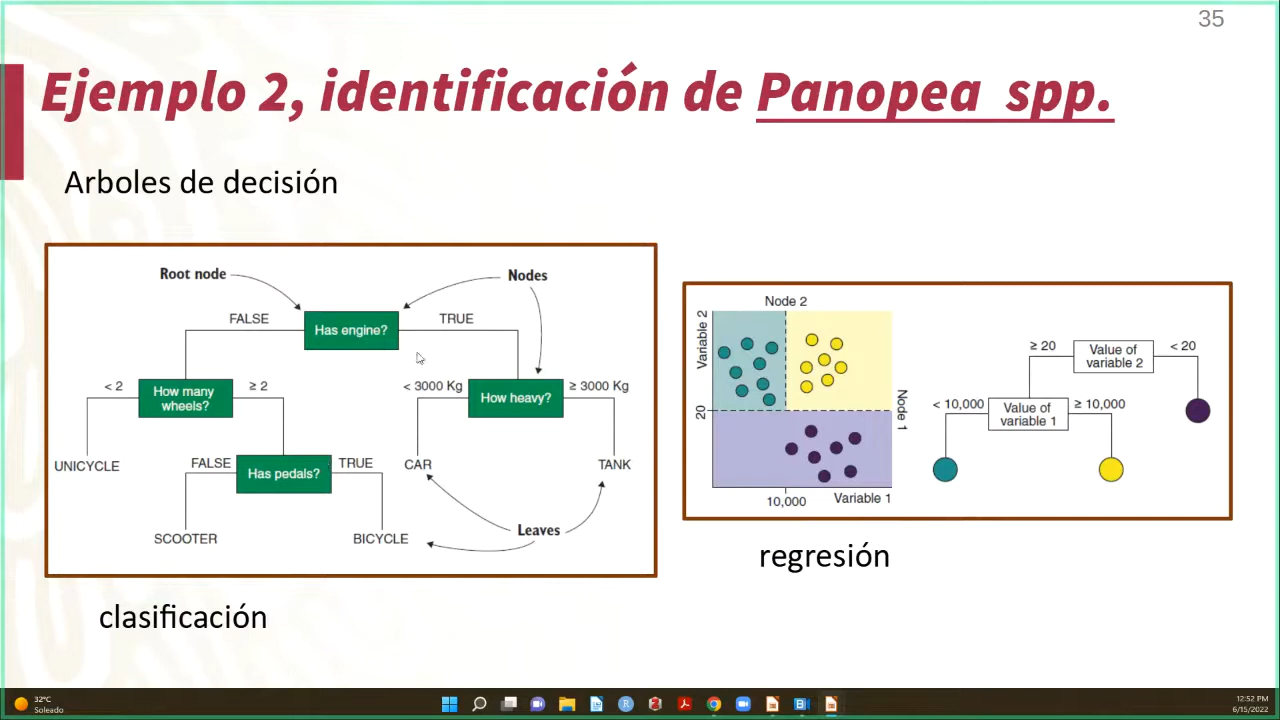 35
Ejemplo 2, identificación de Panopea spp.
Arboles de decisión
Root node
Nodes
FALSE
Has engine?
TRUE
< 2
How many
wheels?
≥ 2
< 3000 Kg
How heavy?
≥ 3000 Kg
UNICYCLE
FALSE
Has pedals?
TRUE
CAR
TANK
SCOOTER
BICYCLE
Leaves
clasificación
Node 2
Variable 2
20
Node 1
10,000
Variable 1
≥ 20
Value of
variable 2
< 20
< 10,000
Value of
variable 1
≥ 10,000
regresión
32°C
Soleado
12:52 PM
6/15/2022